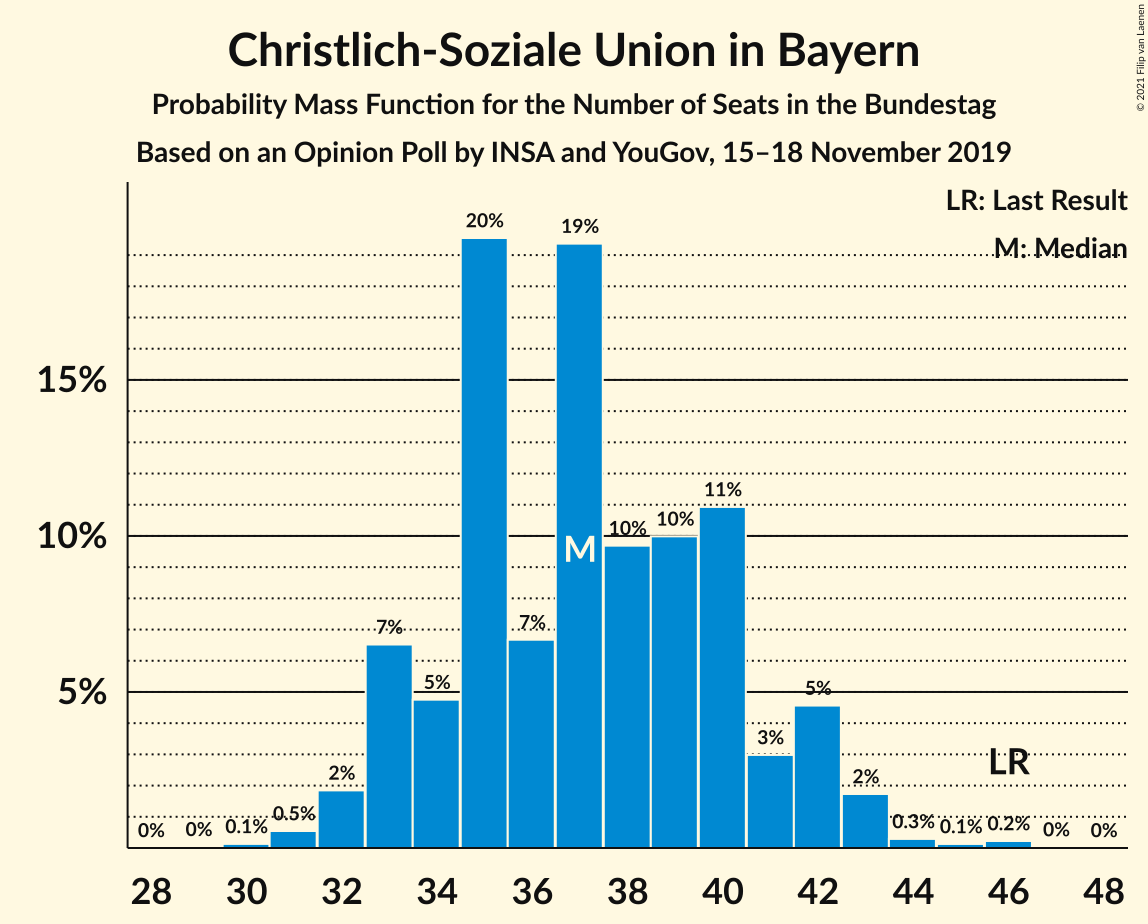 Christlich-Soziale Union in Bayern
Probability Mass Function for the Number of Seats in the Bundestag
Based on an Opinion Poll by INSA and YouGov, 15–18 November 2019
© 2021 Filip van Laenen
LR: Last Result
M: Median
15%
10%
5%
0%
0%
0.1%
0.5%
2%
7%
5%
20%
7%
19%
10%
10%
11%
3%
5%
2%
0.3%
0.1%
0.2%
0%
0%
M
LR
28 30 32 34 36 38 40 42 44 46 48